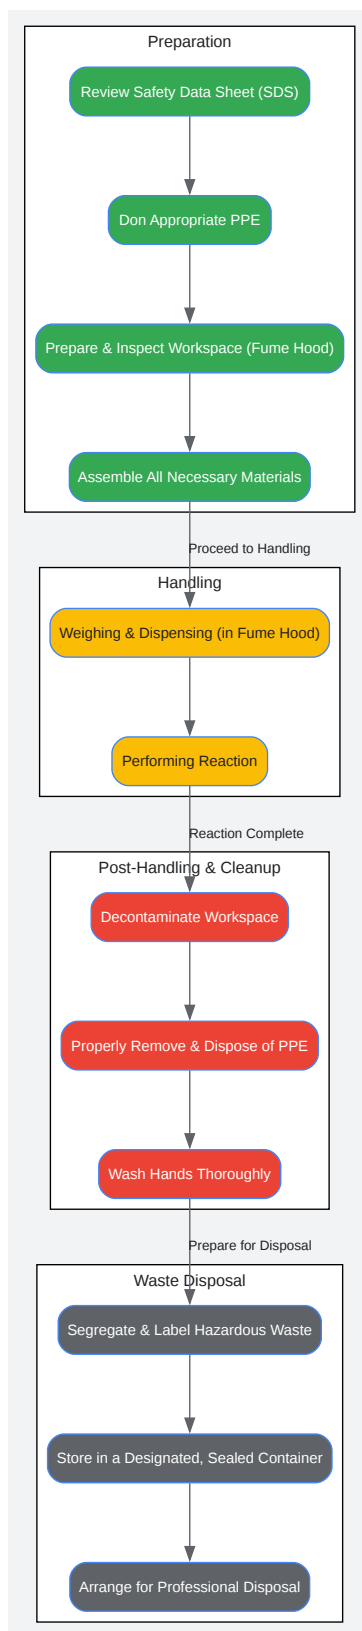 Preparation
Review Safety Data Sheet (SDS)
Don Appropriate PPE
Prepare & Inspect Workspace (Fume Hood)
Assemble All Necessary Materials
Proceed to Handling
Handling
Weighing & Dispensing (in Fume Hood)
Performing Reaction
Reaction Complete
Post-Handling & Cleanup
Decontaminate Workspace
Properly Remove & Dispose of PPE
Wash Hands Thoroughly
Prepare for Disposal
Waste Disposal
Segregate & Label Hazardous Waste
Store in a Designated, Sealed Container
Arrange for Professional Disposal